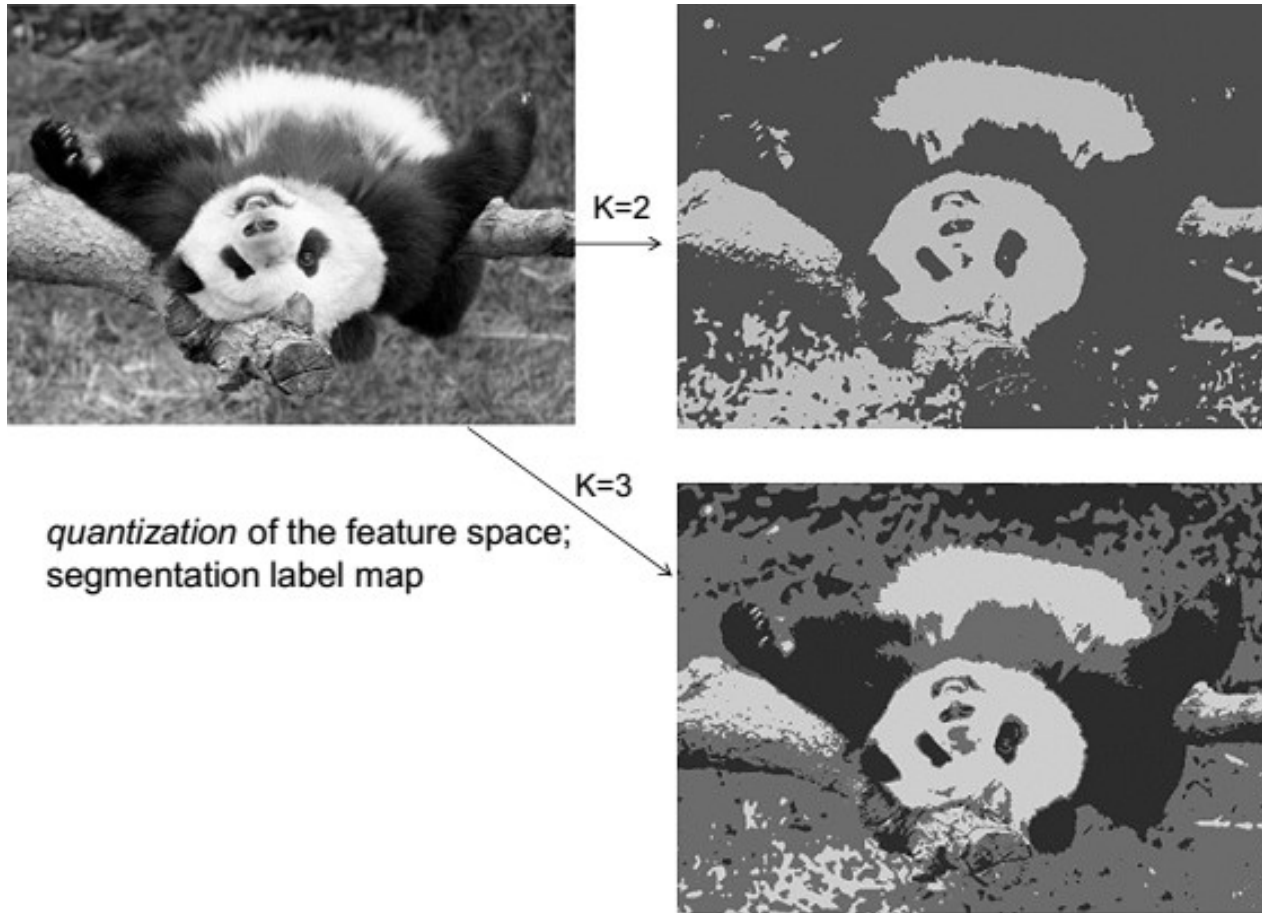 K=2
K=3
quantization of the feature space;
segmentation label map